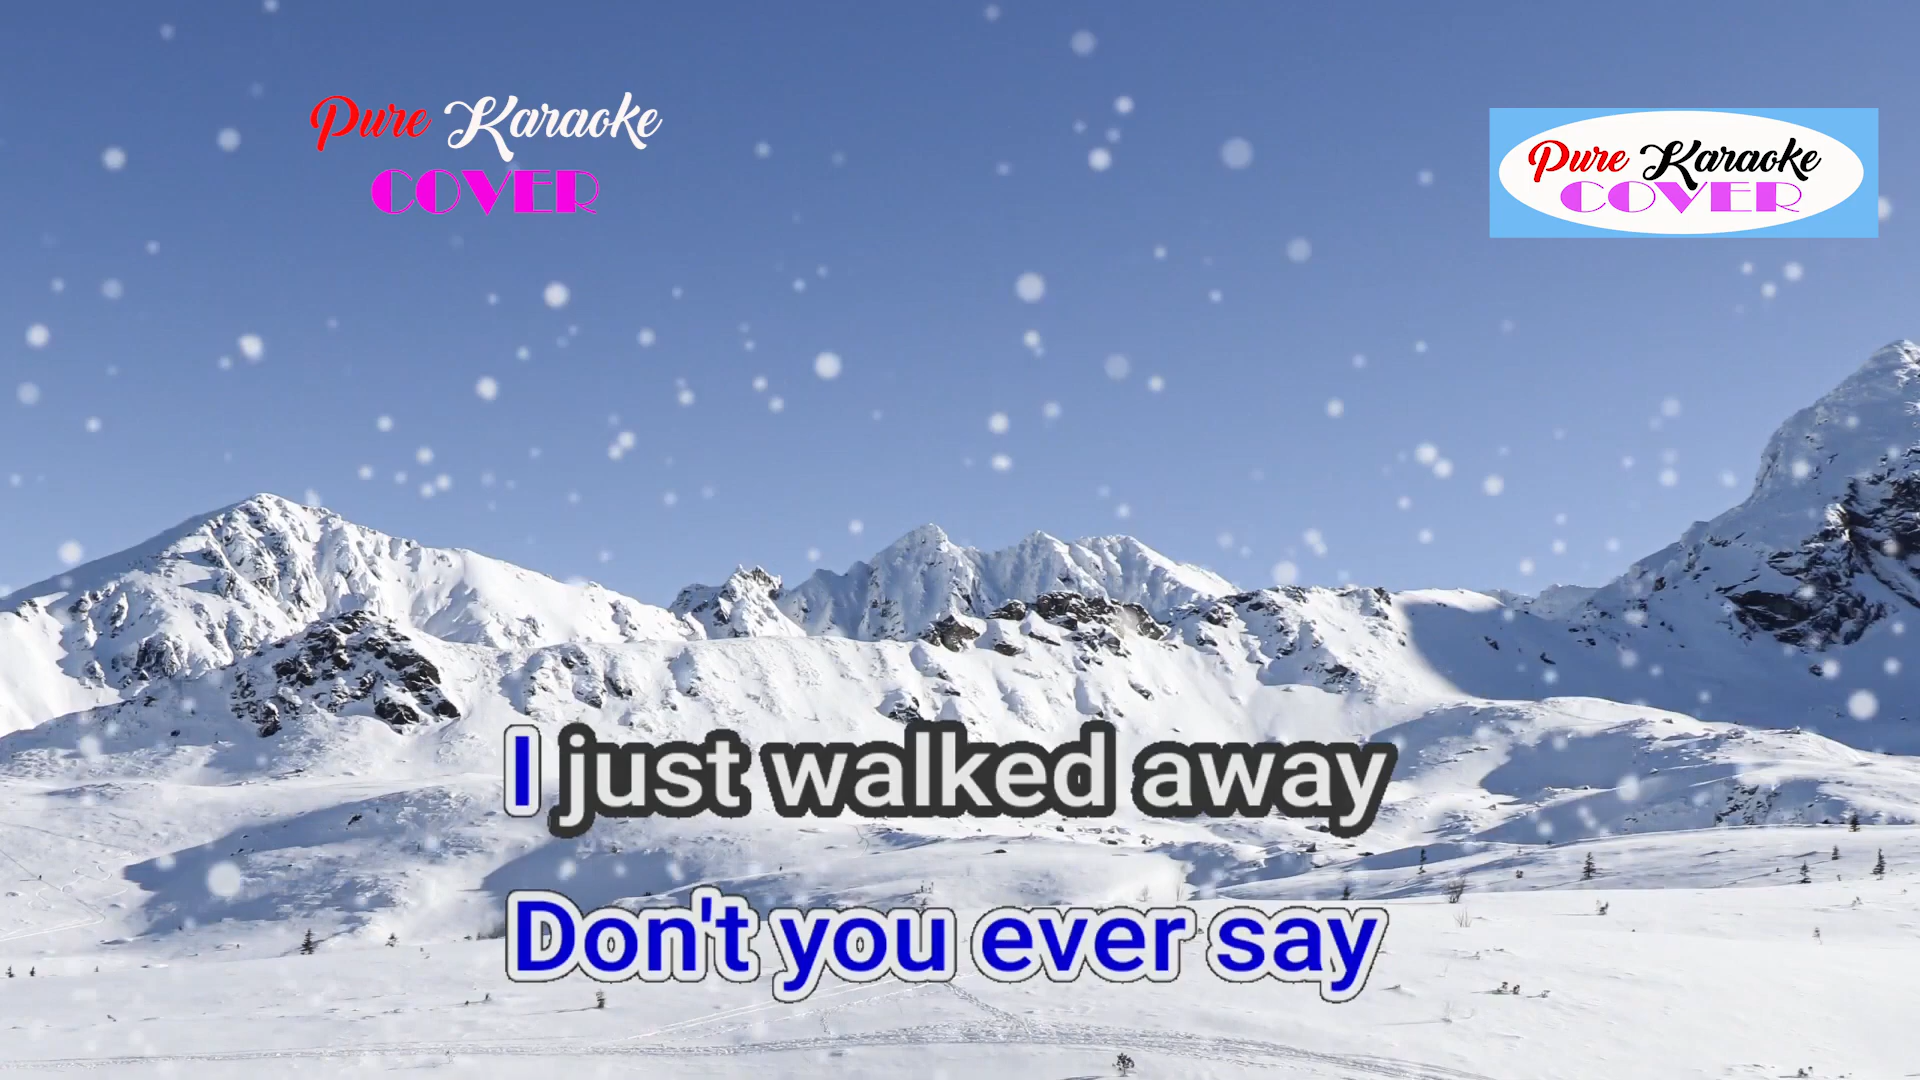 Pure Karaoke
COVER
Pure Karaoke
COVER
I just walked away
Don't you ever say